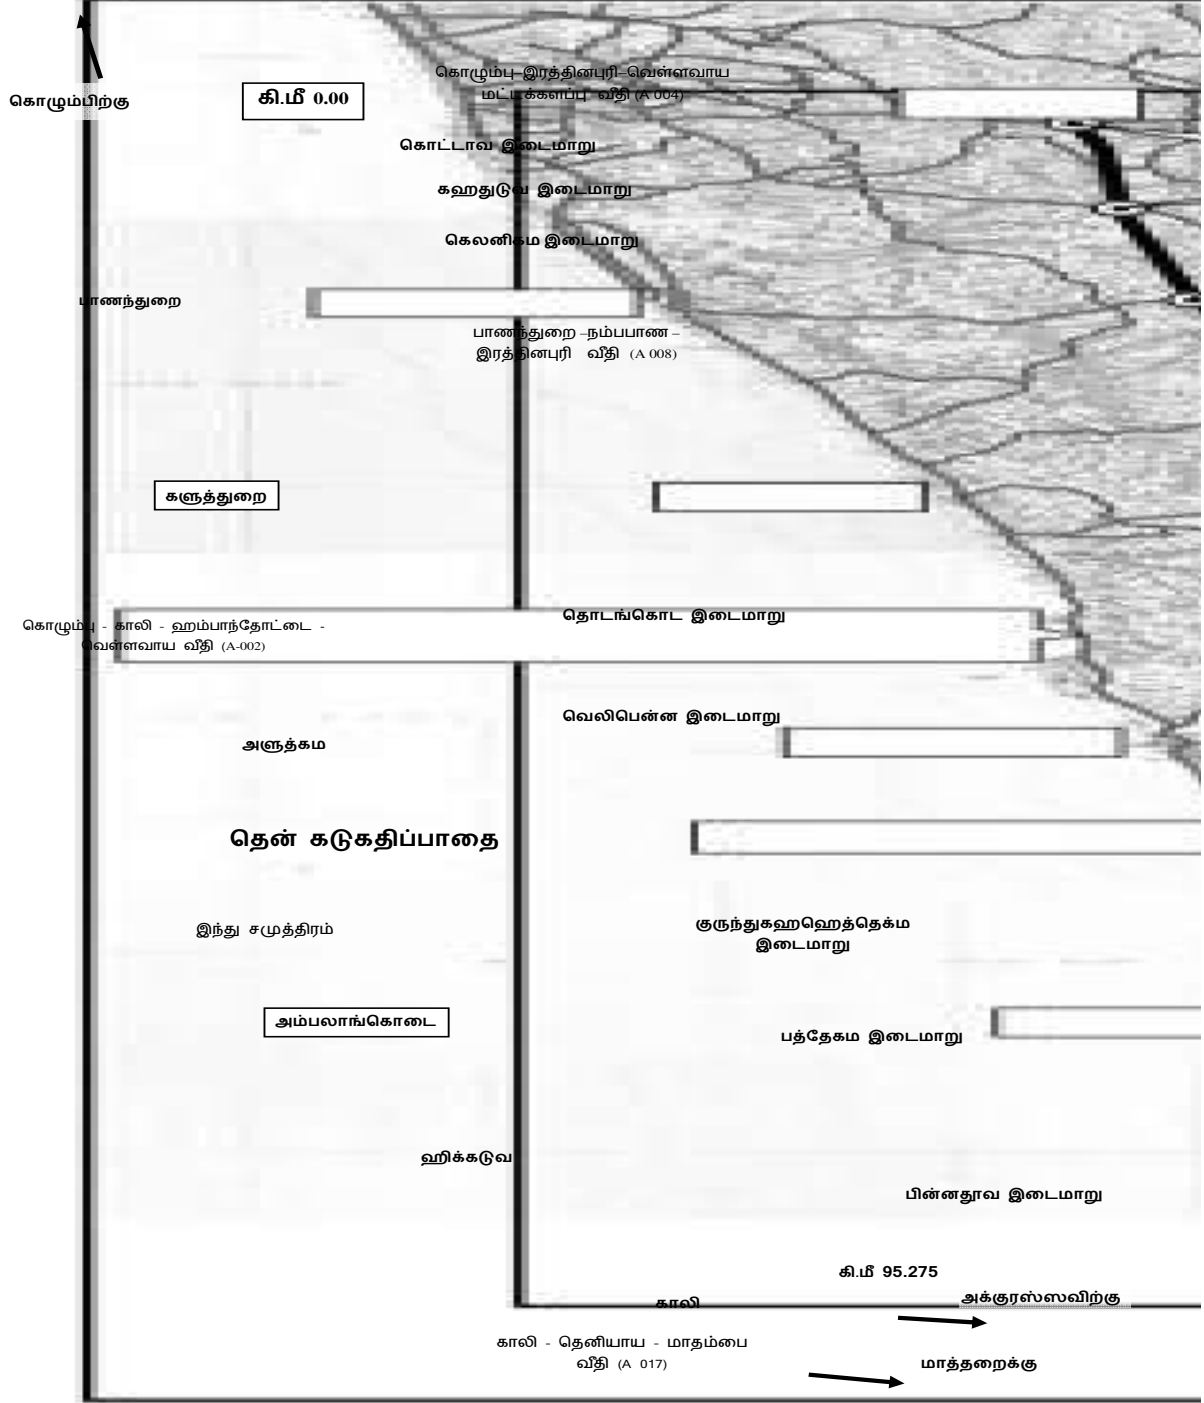 கொழும்பிற்கு
கி.மீ 0.00
கொழும்பு–இரத்தினபுரி–வெள்ளவாய
மட்டக்களப்பு வீதி (A 004)
கொட்டாவ இடைமாறு
கஹதுடுவ இடைமாறு
கெலனிகம இடைமாறு
பாணந்துறை
பாணந்துறை –நம்பபாண –
இரத்தினபுரி வீதி (A 008)
களுத்துறை
தொடங்கொட இடைமாறு
கொழும்பு - காலி - ஹம்பாந்தோட்டை -
வெள்ளவாய வீதி (A-002)
வெலிபென்ன இடைமாறு
அளுத்கம
தென் கடுகதிப்பாதை
இந்து சமுத்திரம்
குருந்துகஹஹெத்தெக்ம
இடைமாறு
அம்பலாங்கொடை
பத்தேகம இடைமாறு
ஹிக்கடுவ
பின்னதூவ இடைமாறு
கி.மீ 95.275
காலி
அக்குரஸ்ஸவிற்கு
காலி - தெனியாய - மாதம்பை
வீதி (A 017)
மாத்தறைக்கு